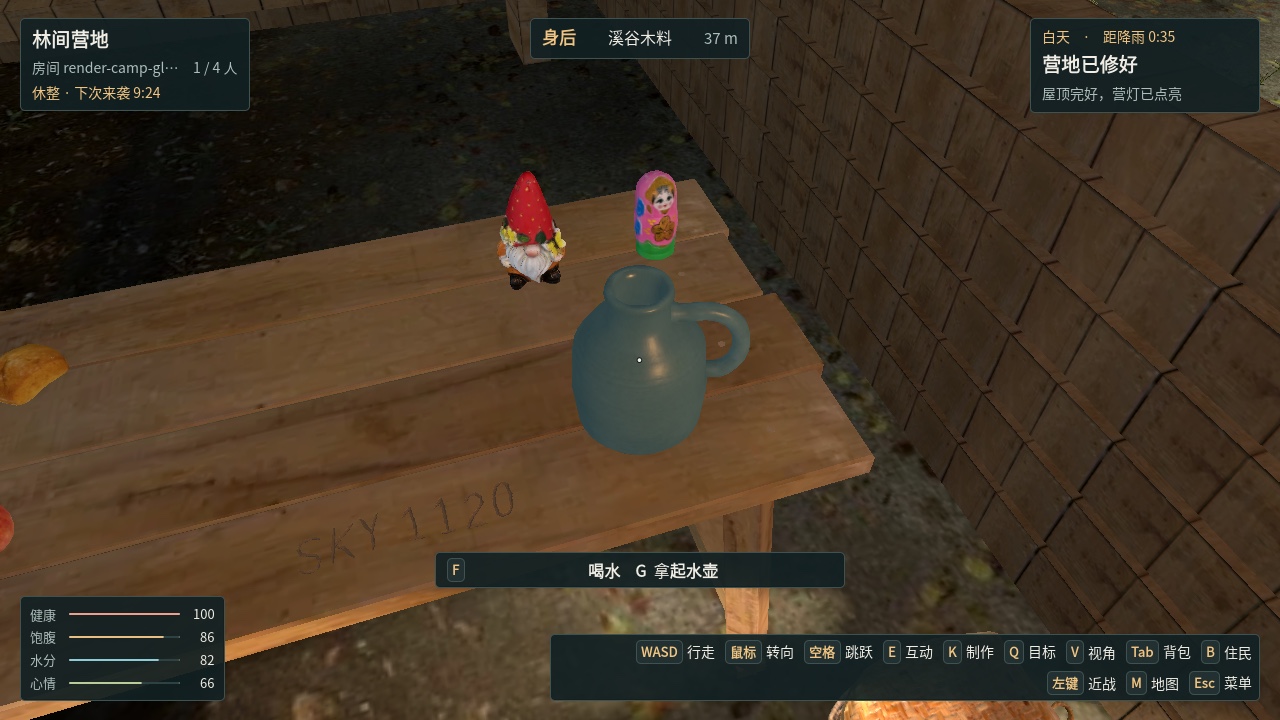 林间营地
房间 render-camp-gl··· 1 / 4 人
休整 · 下次来袭 9:24
身后 溪谷木料 37 m
白天 · 距降雨 0:35
营地已修好
屋顶完好，营灯已点亮
SKY 1120
F 喝水 G 拿起水壶
健康 100
饱腹 86
水分 82
心情 66
WASD 行走 鼠标 转向 空格 跳跃 E 互动 K 制作 Q 目标 V 视角 Tab 背包 B 住民
左键 近战 M 地图 Esc 菜单